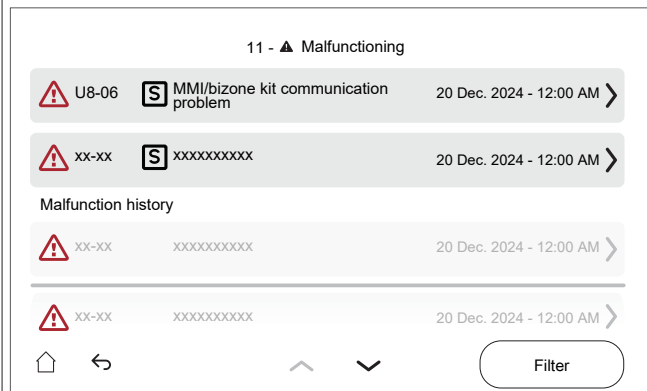 11 - Malfunctioning
U8-06 S MMI/bizone kit communication problem 20 Dec. 2024 - 12:00 AM
xx-xx S xxxxxxxxxx 20 Dec. 2024 - 12:00 AM
Malfunction history
xx-xx xxxxxxxxxx 20 Dec. 2024 - 12:00 AM
xx-xx xxxxxxxxxx 20 Dec. 2024 - 12:00 AM
Filter